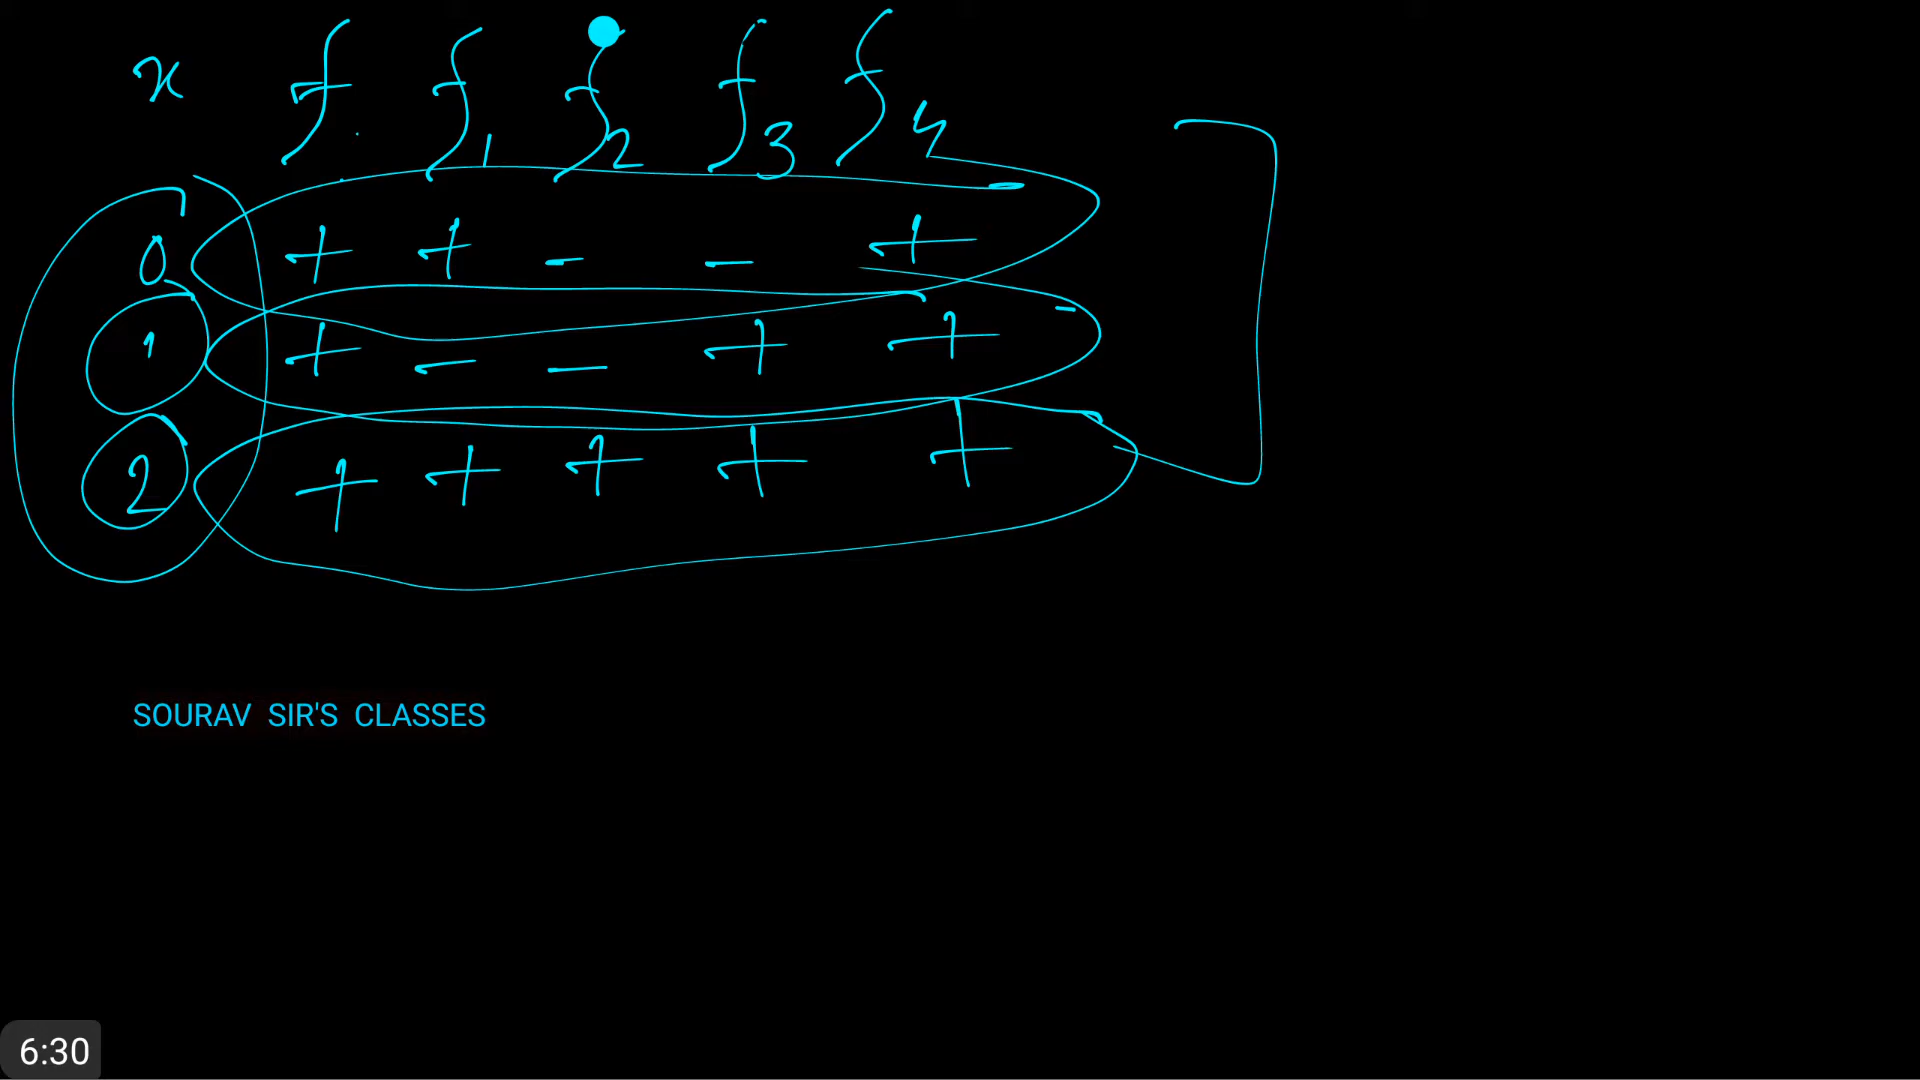 x f f1 f2 f3 f4
0 + + - - +
1 + - - + +
2 + + + + +
SOURAV SIR'S CLASSES
6:30